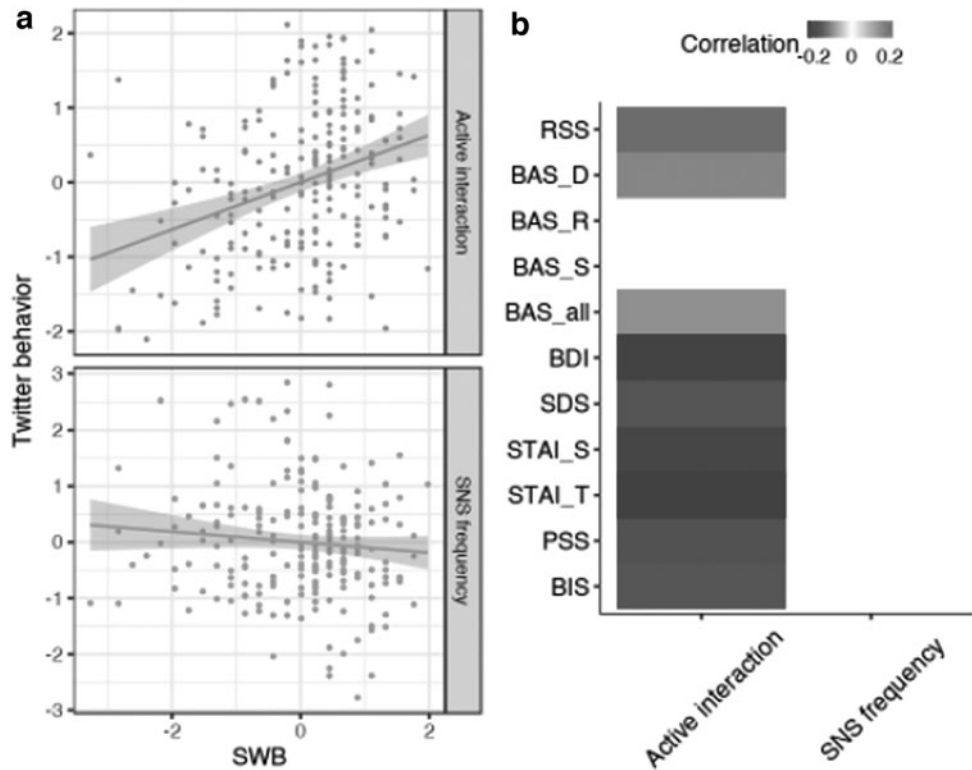 a
2
1
0
-1
-2
Active interaction
3
2
1
0
-1
-2
-3
SNS frequency
Twitter behavior
-2 0 2
SWB
b
Correlation
-0.2 0 0.2
RSS
BAS_D
BAS_R
BAS_S
BAS_all
BDI
SDS
STAI_S
STAI_T
PSS
BIS
Active interaction
SNS frequency